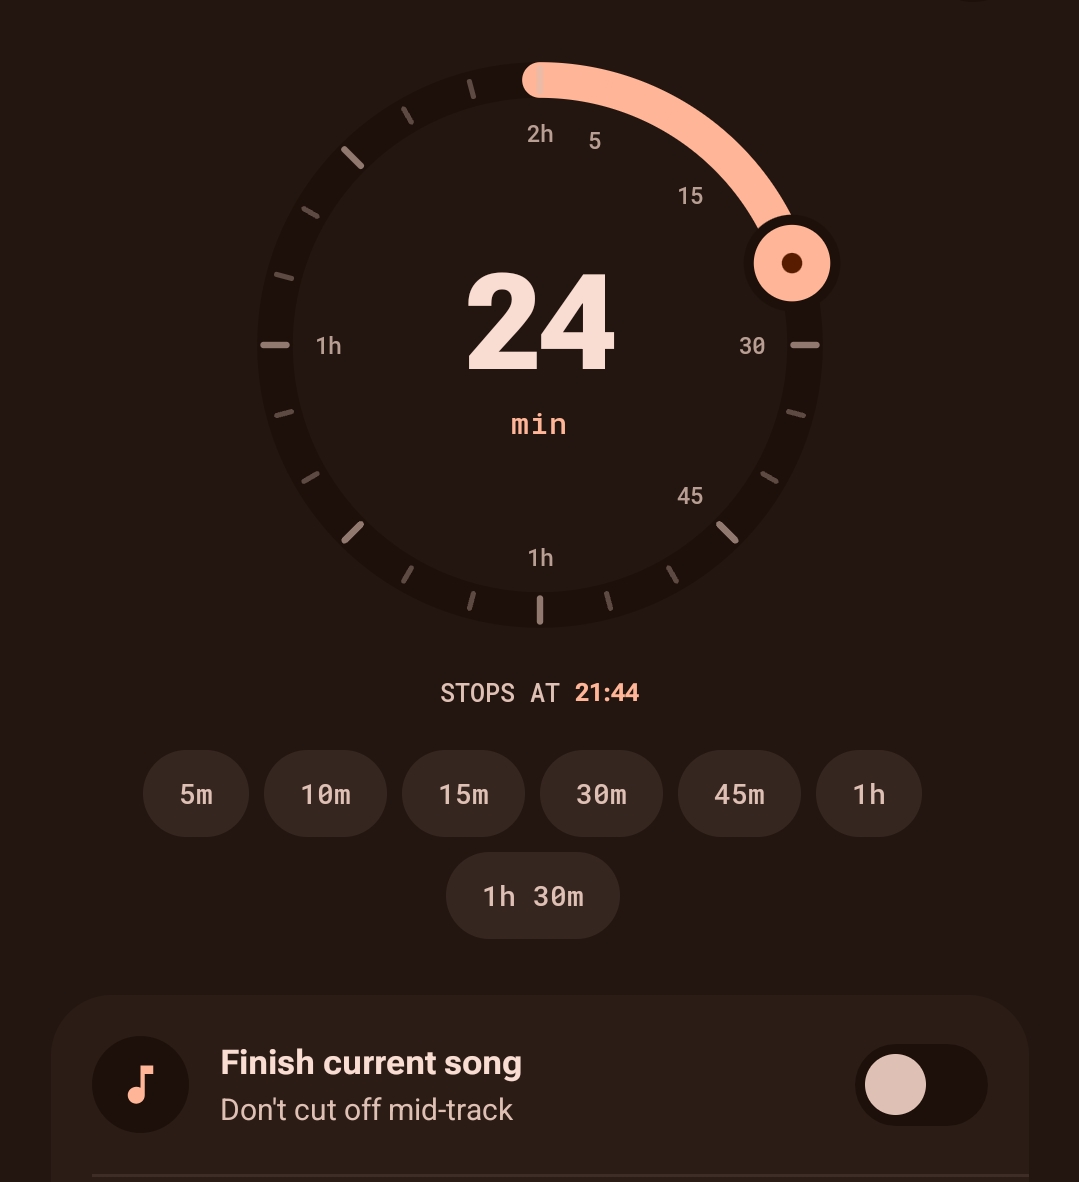 2h 5
15
1h 24 30
min
45
1h
STOPS AT 21:44
5m 10m 15m 30m 45m 1h
1h 30m
Finish current song
Don't cut off mid-track